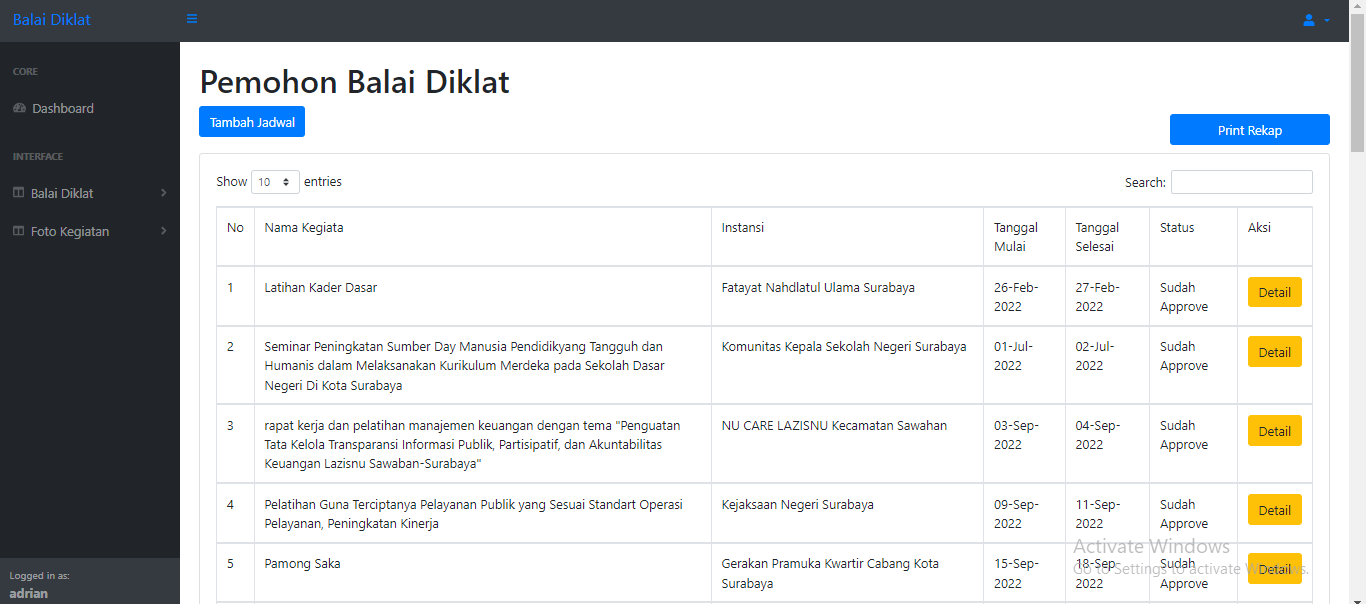 Balai Diklat
CORE
Dashboard
INTERFACE
Balai Diklat
Foto Kegiatan
Logged in as:
adrian
Pemohon Balai Diklat
Tambah Jadwal
Print Rekap
Show 10 entries
Search:
No
Nama Kegiata
Instansi
Tanggal
Mulai
Tanggal
Selesai
Status
Aksi
1
Latihan Kader Dasar
Fatayat Nahdlatul Ulama Surabaya
26-Feb-
2022
27-Feb-
2022
Sudah
Approve
Detail
2
Seminar Peningkatan Sumber Day Manusia Pendidikyang Tangguh dan
Humanis dalam Melaksanakan Kurikulum Merdeka pada Sekolah Dasar
Negeri Di Kota Surabaya
Komunitas Kepala Sekolah Negeri Surabaya
01-Jul-
2022
02-Jul-
2022
Sudah
Approve
Detail
3
rapat kerja dan pelatihan manajemen keuangan dengan tema "Penguatan
Tata Kelola Transparansi Informasi Publik, Partisipatif, dan Akuntabilitas
Keuangan Lazisnu Sawaban-Surabaya"
NU CARE LAZISNU Kecamatan Sawahan
03-Sep-
2022
04-Sep-
2022
Sudah
Approve
Detail
4
Pelatihan Guna Terciptanya Pelayanan Publik yang Sesuai Standart Operasi
Pelayanan, Peningkatan Kinerja
Kejaksaan Negeri Surabaya
09-Sep-
2022
11-Sep-
2022
Sudah
Approve
Detail
5
Pamong Saka
Gerakan Pramuka Kwartir Cabang Kota
Surabaya
15-Sep-
2022
18-Sep-
2022
Sudah
Approve
Detail
Activate Windows
Go to Settings to activate Windows.